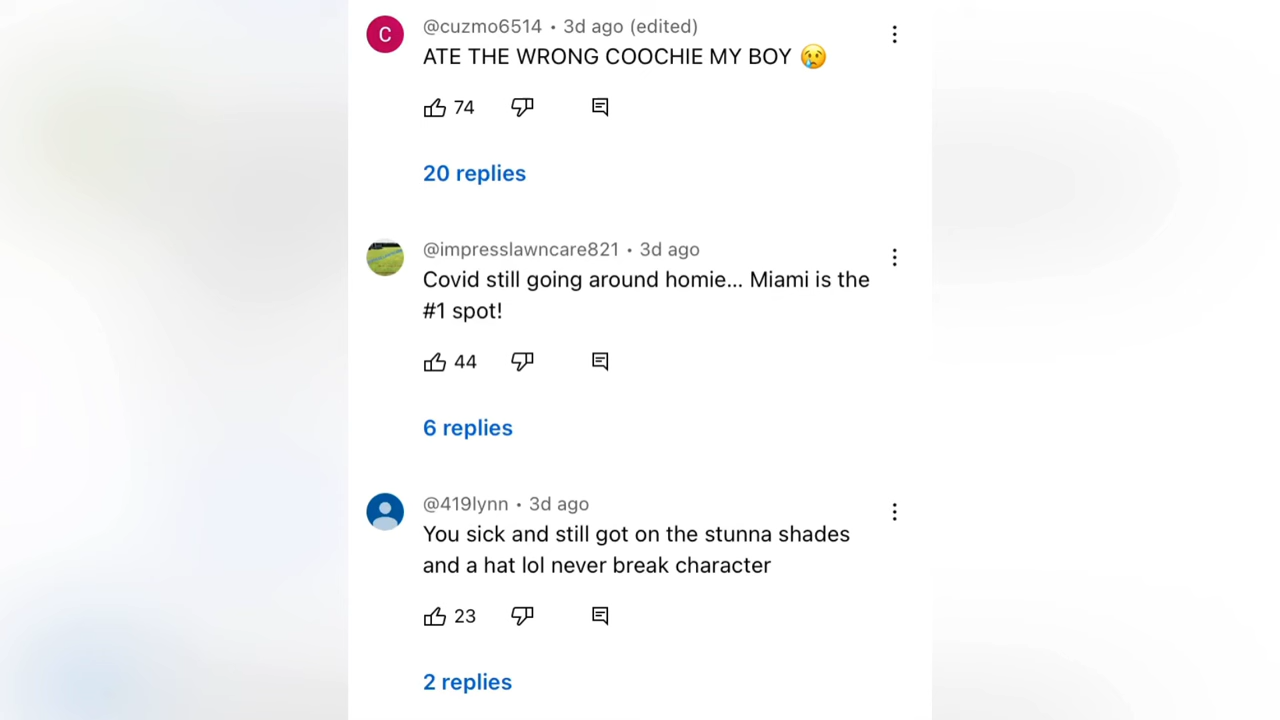 @cuzmo6514 • 3d ago (edited)
ATE THE WRONG COOCHIE MY BOY 😢
74
20 replies
@impresslawncare821 • 3d ago
Covid still going around homie... Miami is the
#1 spot!
44
6 replies
@419lynn • 3d ago
You sick and still got on the stunna shades
and a hat lol never break character
23
2 replies
C